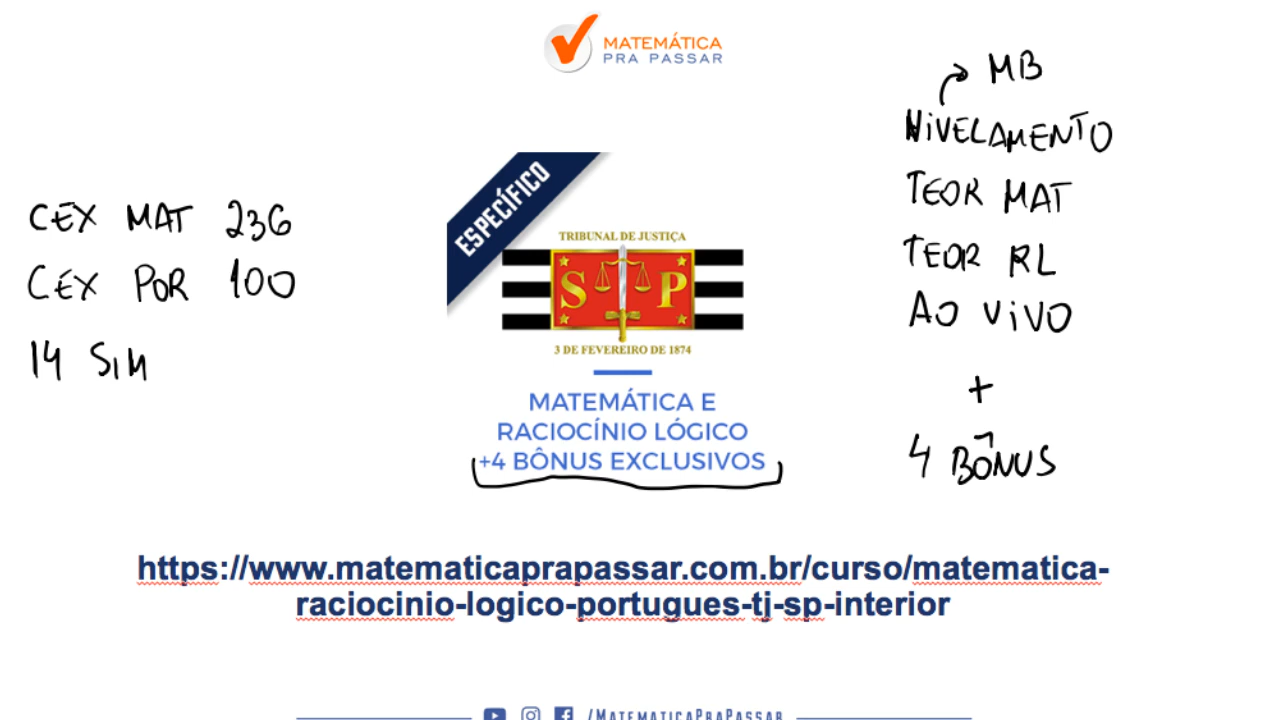 MATEMÁTICA
PRA PASSAR
MB
NIVELAMENTO
TEOR MAT
TEOR RL
AO VIVO
+
4 BÔNUS
CEX MAT 236
CEX POR 100
14 SIM
ESPECÍFICO
TRIBUNAL DE JUSTIÇA
S P
3 DE FEVEREIRO DE 1874
MATEMÁTICA E
RACIOCÍNIO LÓGICO
+4 BÔNUS EXCLUSIVOS
https://www.matematicaprapassar.com.br/curso/matematica-
raciocinio-logico-portugues-tj-sp-interior
/MATEMATICAPRAPASSAR